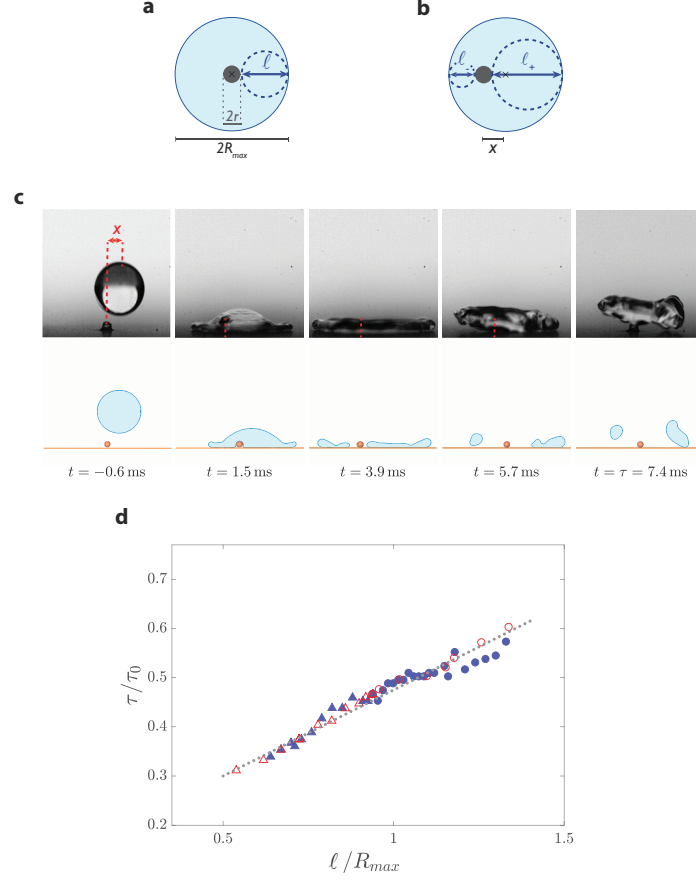 a
b
ℓ
2r
2R_max
ℓ_-
ℓ_+
x
c
x
t = −0.6 ms
t = 1.5 ms
t = 3.9 ms
t = 5.7 ms
t = τ = 7.4 ms
d
0.7
0.6
0.5
0.4
0.3
0.2
τ/τ_0
0.5
1
1.5
ℓ /R_max